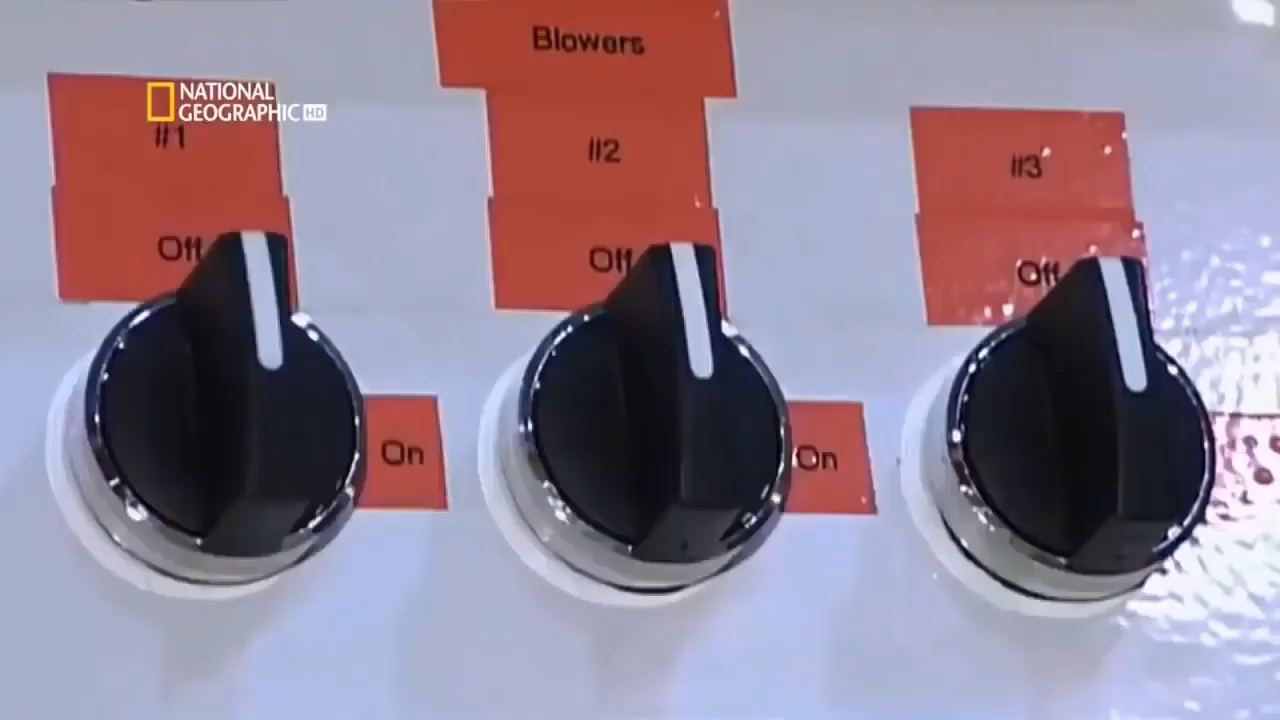 Blowers
NATIONAL
GEOGRAPHIC HD
#1
#2
#3
Off
Off
Off
On
On